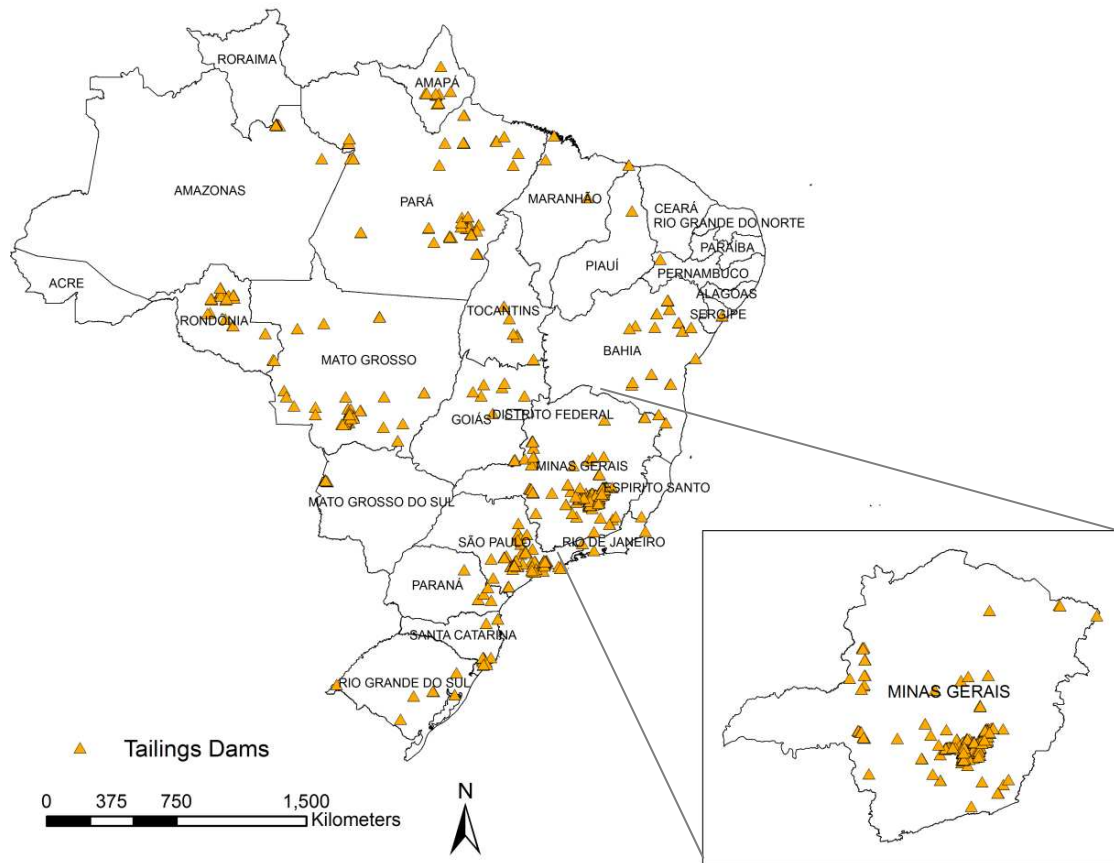 RORAIMA
AMAPÁ
AMAZONAS
PARÁ
MARANHÃO
CEARÁ
RIO GRANDE DO NORTE
PARAÍBA
PIAUÍ
PERNAMBUCO
ACRE
ALAGOAS
RONDÔNIA
TOCANTINS
SERGIPE
MATO GROSSO
BAHIA
GOIÁS
DISTRITO FEDERAL
MINAS GERAIS
ESPIRITO SANTO
MATO GROSSO DO SUL
SÃO PAULO
RIO DE JANEIRO
PARANÁ
SANTA CATARINA
RIO GRANDE DO SUL
MINAS GERAIS
Tailings Dams
N
0 375 750 1,500
Kilometers